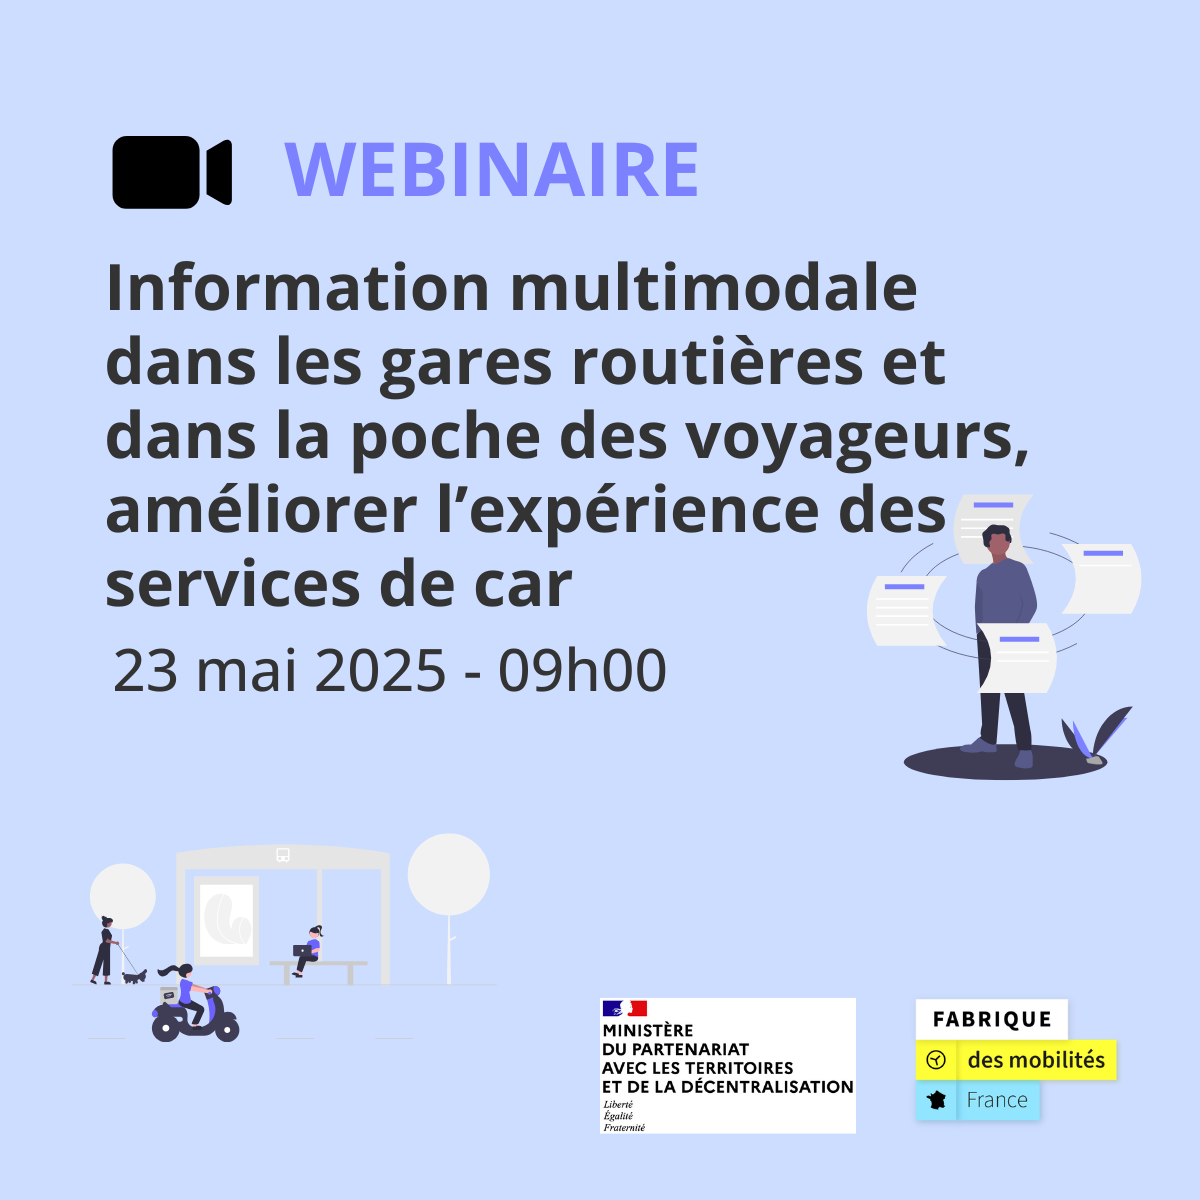 WEBINAIRE
Information multimodale
dans les gares routières et
dans la poche des voyageurs,
améliorer l’expérience des
services de car
23 mai 2025 - 09h00
MINISTÈRE
DU PARTENARIAT
AVEC LES TERRITOIRES
ET DE LA DÉCENTRALISATION
Liberté
Égalité
Fraternité
FABRIQUE
des mobilités
France